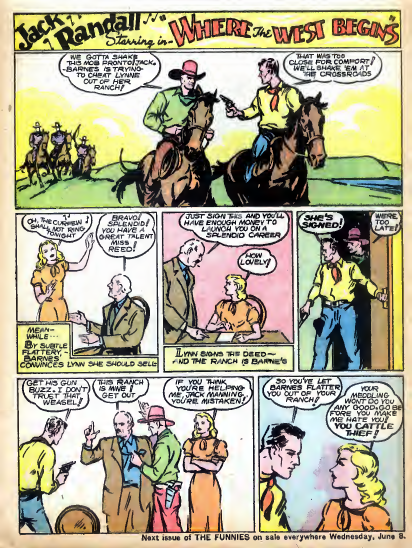 Jack Randall
Starring in-
WHERE THE WEST BEGINS
WE GOTTA SHAKE
THIS MOB PRONTO! JACK.
BARNES IS TRYING
TO CHEAT LYNNE
OUT OF HER
RANCH!
THAT WAS TOO
CLOSE FOR COMFORT!
WE'LL SHAKE 'EM AT
THE CROSSROADS
OH, THE CURFEW
SHALL NOT RING
TONIGHT
BRAVO!
SPLENDID!
YOU HAVE A
GREAT TALENT
MISS
REED!
MEAN-
WHILE---
BY SUBTLE
FLATTERY,-
BARNES
CONVINCES LYNN SHE SHOULD SELL
JUST SIGN THIS AND YOU'LL
HAVE ENOUGH MONEY TO
LAUNCH YOU ON A
SPLENDID CAREER
HOW
LOVELY!
LYNN SIGNS THE DEED--
AND THE RANCH IS BARNE'S
SHE'S
SIGNED!
WE'RE
TOO
LATE!
GET HIS GUN
BUZZ. I DON'T
TRUST THAT
WEASEL!
THIS RANCH
IS MINE!
GET OUT
IF YOU THINK
YOU'RE HELPING
ME, JACK MANNING,
YOU'RE MISTAKEN!
SO YOU'VE LET
BARNES FLATTER
YOU OUT OF YOUR
RANCH!
YOUR
MEDDLING
WON'T DO YOU
ANY GOOD. GO BE
FORE YOU MAKE
ME HATE YOU!
YOU CATTLE
THIEF!
Next issue of THE FUNNIES on sale everywhere Wednesday, June 8.